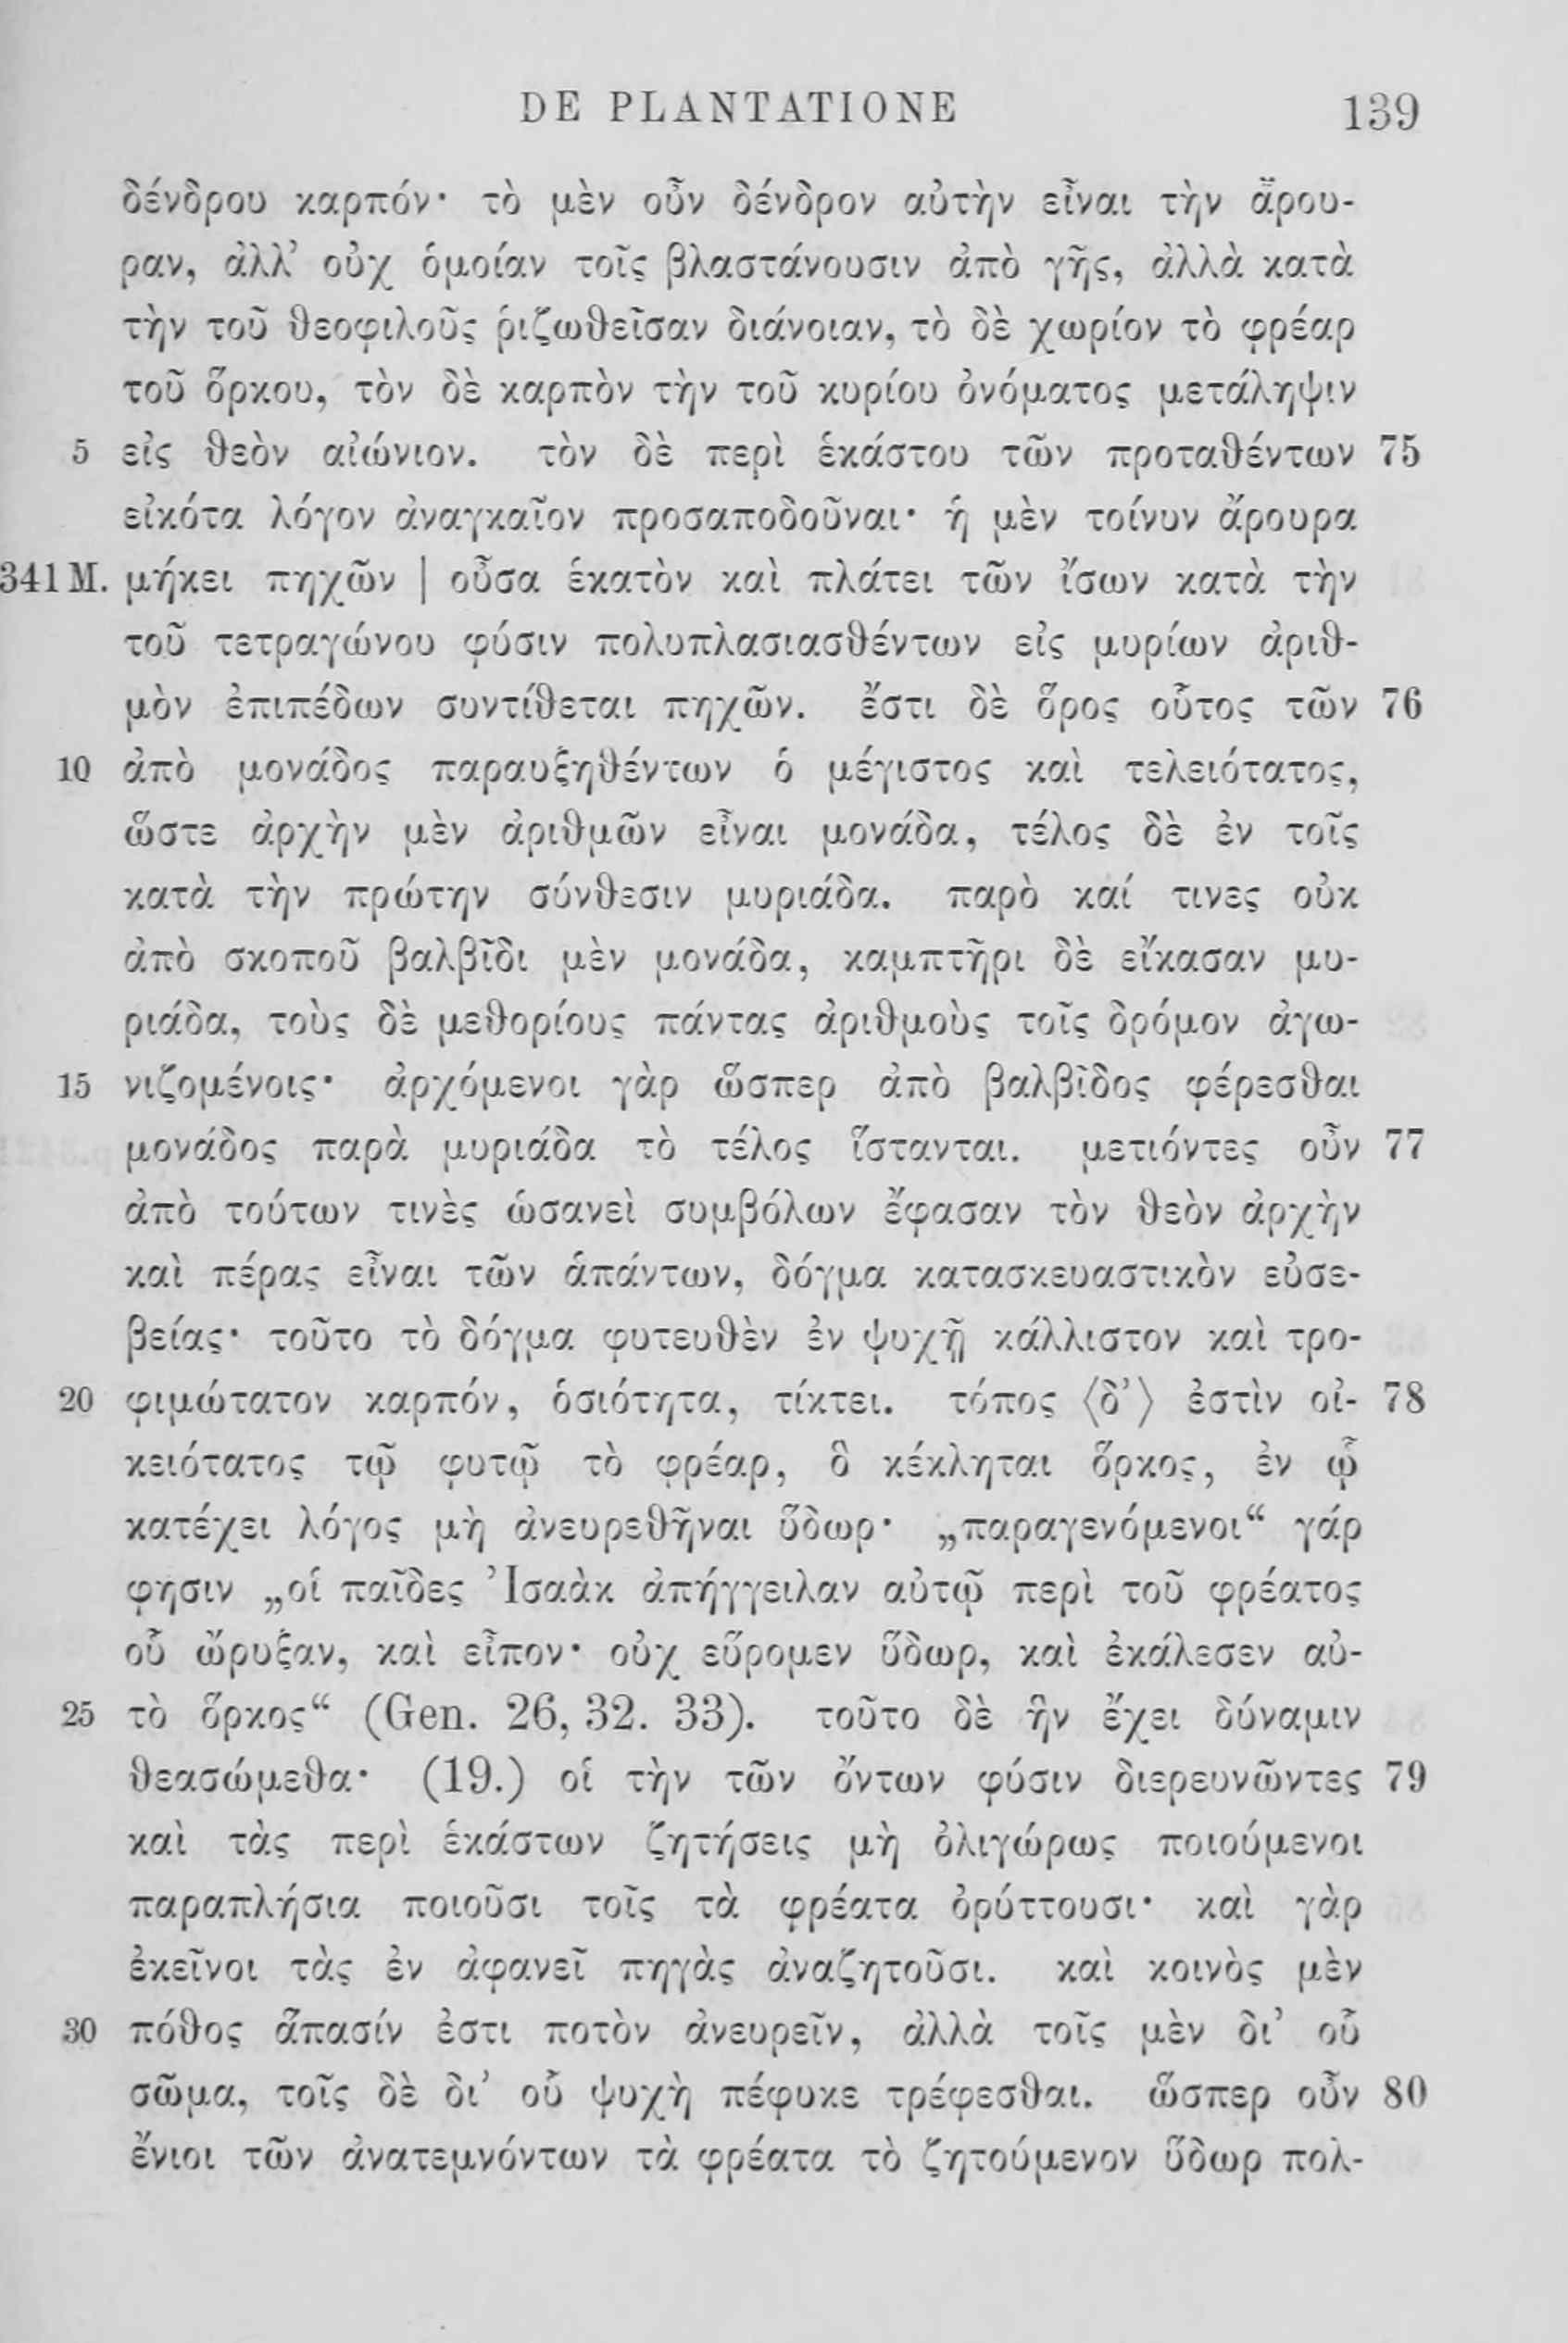 DE PLANTATIONE 139
δένδρου καρπόν· τὸ μὲν οὖν δένδρον αὐτὴν εἶναι τὴν ἄρου-
ραν, ἀλλ’ οὐχ ὁμοίαν τοῖς βλαστάνουσιν ἀπὸ γῆς, ἀλλὰ κατὰ
τὴν τοῦ θεοφιλοῦς ῥιζωθεῖσαν διάνοιαν, τὸ δὲ χωρίον τὸ φρέαρ
τοῦ ὅρκου, τὸν δὲ καρπὸν τὴν τοῦ κυρίου ὀνόματος μετάληψιν
5 εἰς θεὸν αἰώνιον. τὸν δὲ περὶ ἑκάστου τῶν προταθέντων 75
εἰκότα λόγον ἀναγκαῖον προσαποδοῦναι· ἡ μὲν τοίνυν ἄρουρα
341 M. μήκει πηχῶν | οὖσα ἑκατὸν καὶ πλάτει τῶν ἴσων κατὰ τὴν
τοῦ τετραγώνου φύσιν πολυπλασιασθέντων εἰς μυρίων ἀριθ-
μὸν ἐπιπέδων συντίθεται πηχῶν. ἔστι δὲ ὅρος οὗτος τῶν 76
10 ἀπὸ μονάδος παραυξηθέντων ὁ μέγιστος καὶ τελειότατος,
ὥστε ἀρχὴν μὲν ἀριθμῶν εἶναι μονάδα, τέλος δὲ ἐν τοῖς
κατὰ τὴν πρώτην σύνθεσιν μυριάδα. παρὸ καί τινες οὐκ
ἀπὸ σκοποῦ βαλβῖδι μὲν μονάδα, καμπτῆρι δὲ εἴκασαν μυ-
ριάδα, τοὺς δὲ μεθορίους πάντας ἀριθμοὺς τοῖς δρόμον ἀγω-
15 νιζομένοις· ἀρχόμενοι γὰρ ὥσπερ ἀπὸ βαλβῖδος φέρεσθαι
μονάδος παρὰ μυριάδα τὸ τέλος ἵστανται. μετιόντες οὖν 77
ἀπὸ τούτων τινὲς ὡσανεὶ συμβόλων ἔφασαν τὸν θεὸν ἀρχὴν
καὶ πέρας εἶναι τῶν ἁπάντων, δόγμα κατασκευαστικὸν εὐσε-
βείας· τοῦτο τὸ δόγμα φυτευθὲν ἐν ψυχῇ κάλλιστον καὶ τρο-
20 φιμώτατον καρπόν, ὁσιότητα, τίκτει. τόπος ⟨δ’⟩ ἐστὶν οἰ- 78
κειότατος τῷ φυτῷ τὸ φρέαρ, ὃ κέκληται ὅρκος, ἐν ᾧ
κατέχει λόγος μὴ ἀνευρεθῆναι ὕδωρ· „παραγενόμενοι“ γάρ
φησιν „οἱ παῖδες Ἰσαὰκ ἀπήγγειλαν αὐτῷ περὶ τοῦ φρέατος
οὗ ὤρυξαν, καὶ εἶπον· οὐχ εὕρομεν ὕδωρ, καὶ ἐκάλεσεν αὐ-
25 τὸ ὅρκος“ (Gen. 26, 32. 33). τοῦτο δὲ ἣν ἔχει δύναμιν
θεασώμεθα· (19.) οἱ τὴν τῶν ὄντων φύσιν διερευνῶντες 79
καὶ τὰς περὶ ἑκάστων ζητήσεις μὴ ὀλιγώρως ποιούμενοι
παραπλήσια ποιοῦσι τοῖς τὰ φρέατα ὀρύττουσι· καὶ γὰρ
ἐκεῖνοι τὰς ἐν ἀφανεῖ πηγὰς ἀναζητοῦσι. καὶ κοινὸς μὲν
30 πόθος ἅπασίν ἐστι ποτὸν ἀνευρεῖν, ἀλλὰ τοῖς μὲν δι’ οὗ
σῶμα, τοῖς δὲ δι’ οὗ ψυχὴ πέφυκε τρέφεσθαι. ὥσπερ οὖν 80
ἔνιοι τῶν ἀνατεμνόντων τὰ φρέατα τὸ ζητούμενον ὕδωρ πολ-